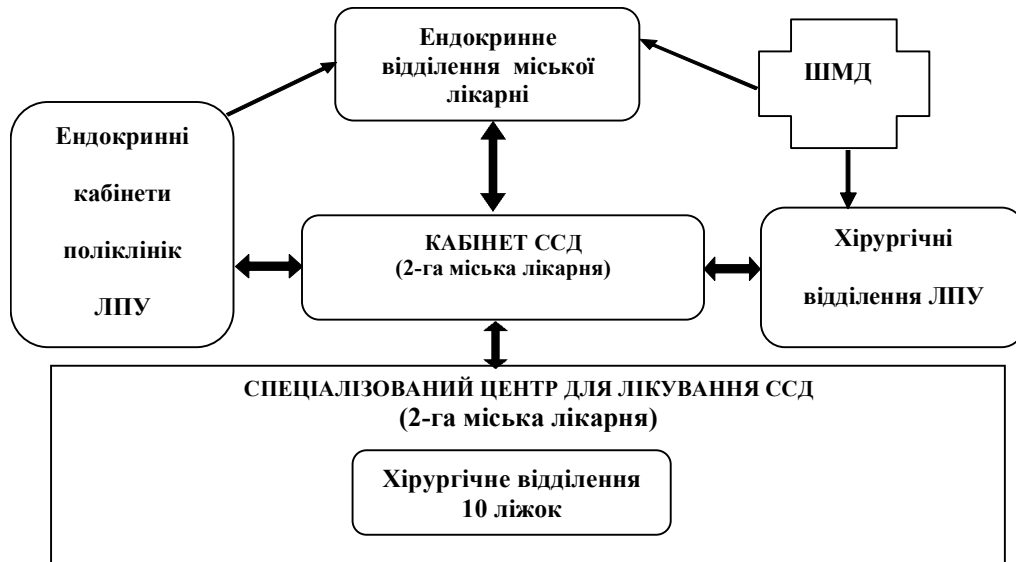 Ендокринне
відділення міської
лікарні
ШМД
Ендокринні
кабінети
поліклінік
ЛПУ
КАБІНЕТ ССД
(2-га міська лікарня)
Хірургічні
відділення ЛПУ
СПЕЦІАЛІЗОВАНИЙ ЦЕНТР ДЛЯ ЛІКУВАННЯ ССД
(2-га міська лікарня)
Хірургічне відділення
10 ліжок